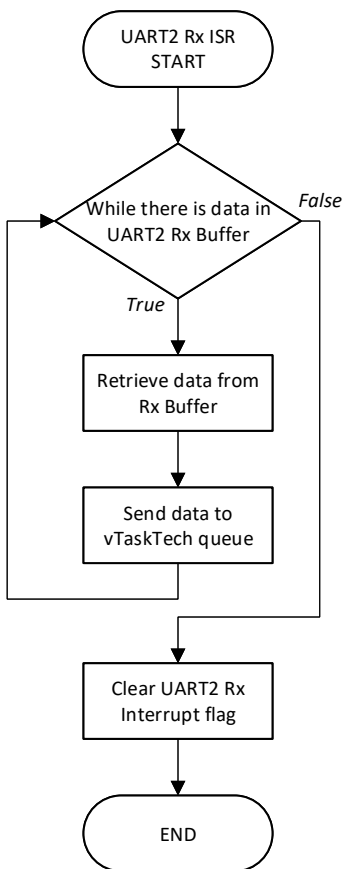 UART2 Rx ISR
START
While there is data in
UART2 Rx Buffer
False
True
Retrieve data from
Rx Buffer
Send data to
vTaskTech queue
Clear UART2 Rx
Interrupt flag
END